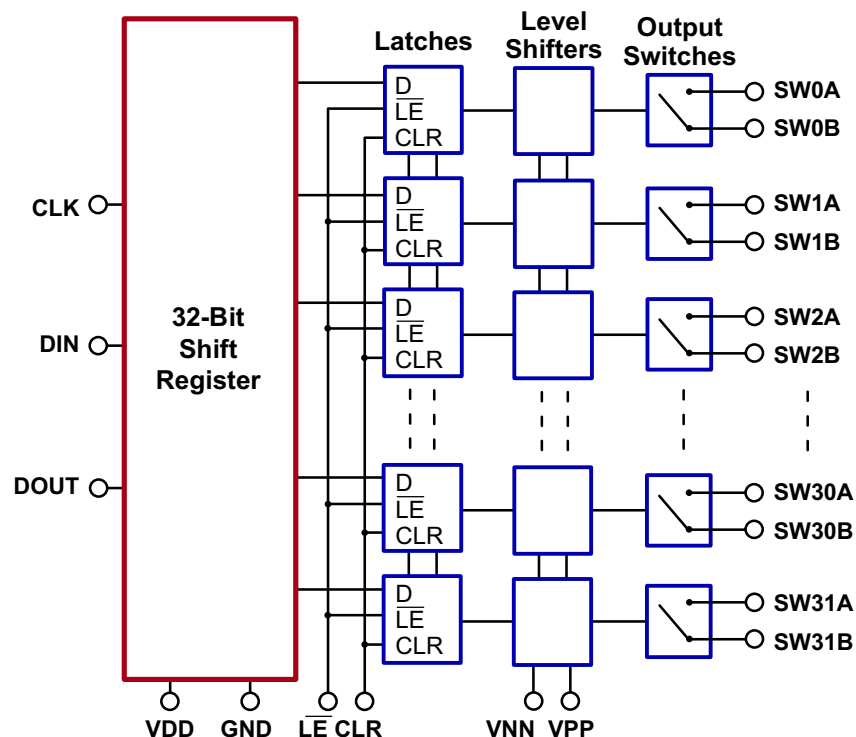 Latches
Level
Shifters
Output
Switches
CLK
DIN
DOUT
32-Bit
Shift
Register
D
LE
CLR
SW0A
SW0B
D
LE
CLR
SW1A
SW1B
D
LE
CLR
SW2A
SW2B
D
LE
CLR
SW30A
SW30B
D
LE
CLR
SW31A
SW31B
VDD
GND
LE
CLR
VNN
VPP